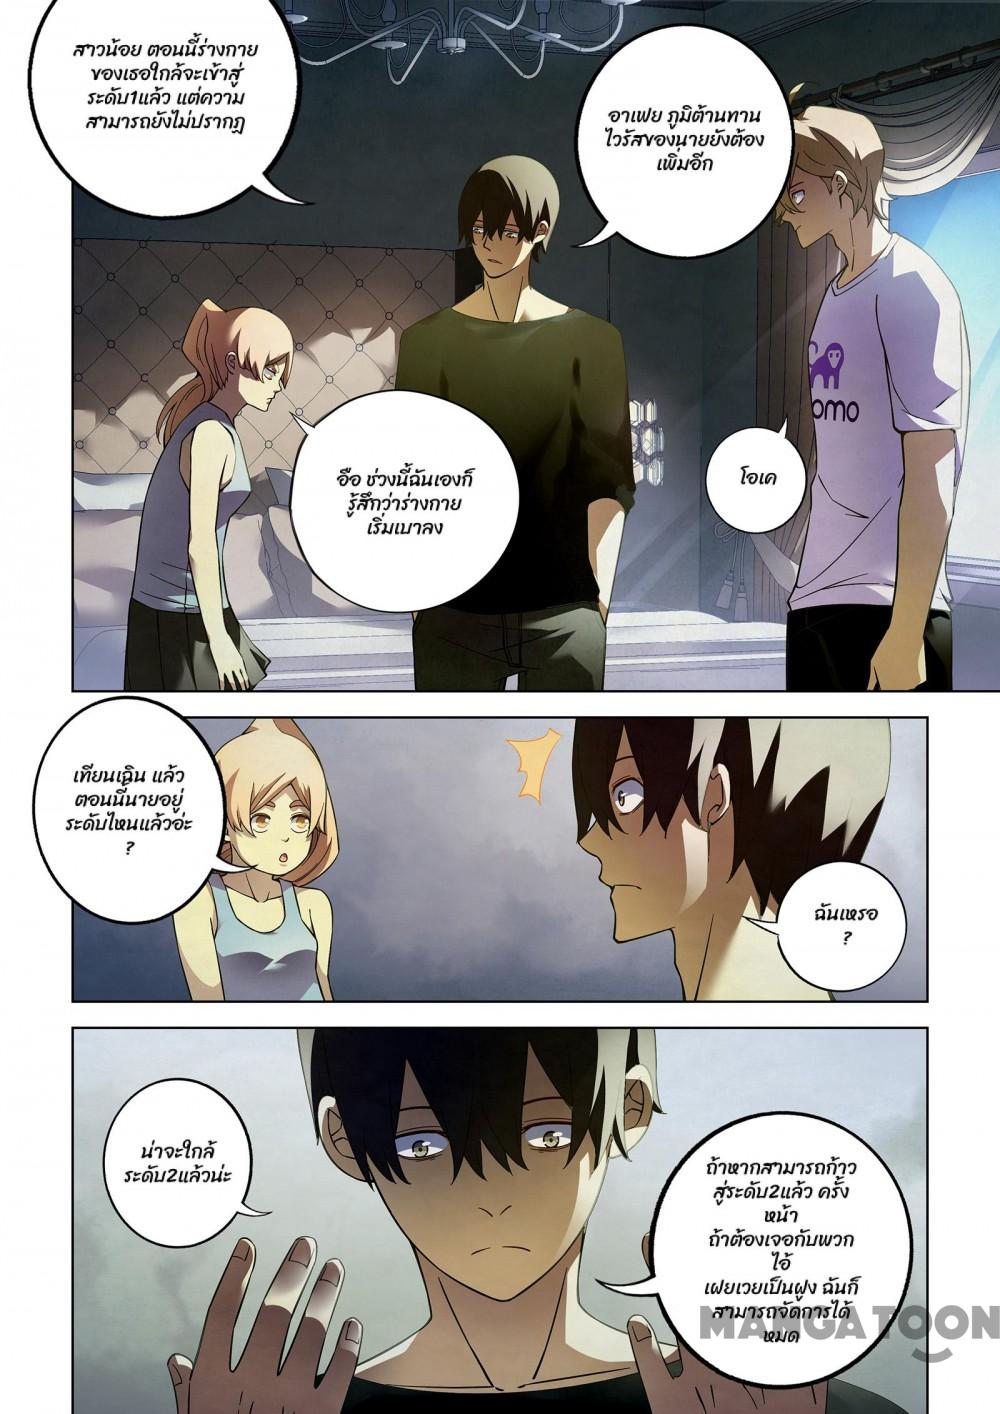 สาวน้อย ตอนนี้ร่างกาย
ของเธอใกล้จะเข้าสู่
ระดับ1แล้ว แต่ความ
สามารถยังไม่ปรากฏ
อาเฟย ภูมิต้านทาน
ไวรัสของนายยังต้อง
เพิ่มอีก
อือ ช่วงนี้ฉันเองก็
รู้สึกว่าร่างกาย
เริ่มเบาลง
โอเค
omo
เทียนเฉิน แล้ว
ตอนนี้นายอยู่
ระดับไหนแล้วอ่ะ
?
ฉันเหรอ
?
น่าจะใกล้
ระดับ2แล้วน่ะ
ถ้าหากสามารถก้าว
สู่ระดับ2แล้ว ครั้ง
หน้า
ถ้าต้องเจอกับพวก
ไอ้
เฝยเวยเป็นฝูง ฉันก็
สามารถจัดการได้
หมด
MANGATOON